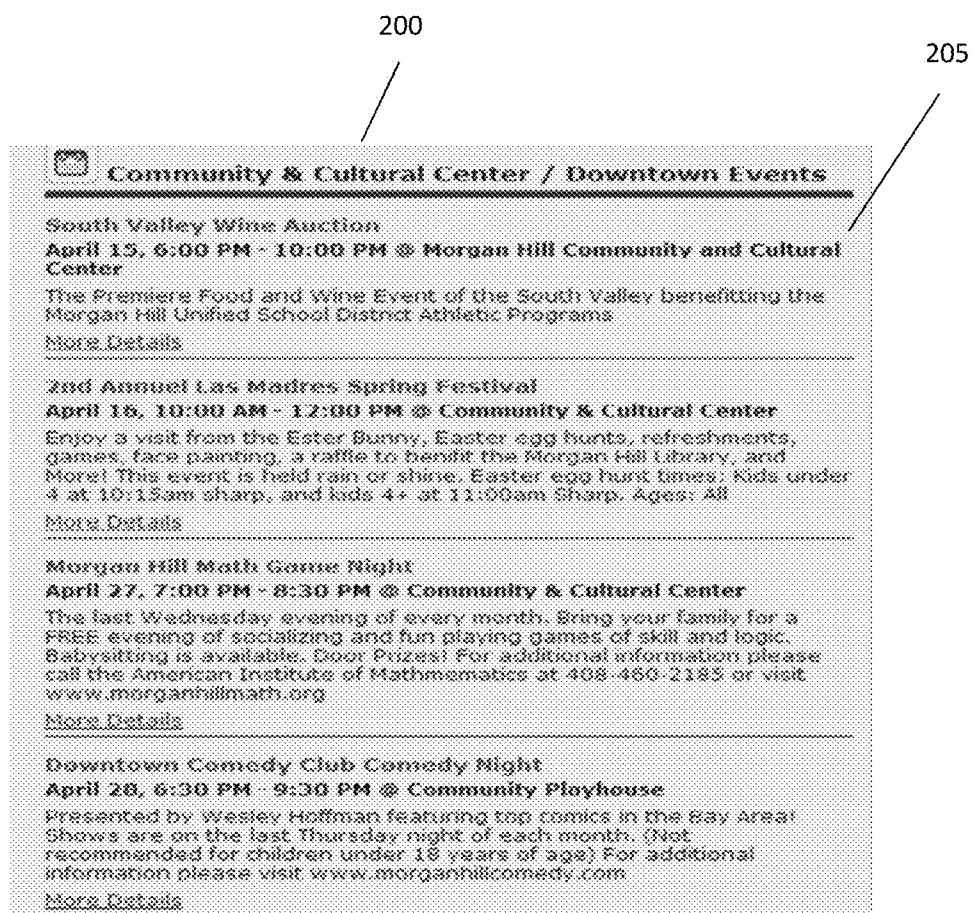 200
205
Community & Cultural Center / Downtown Events
South Valley Wine Auction
April 15, 6:00 PM - 10:00 PM @ Morgan Hill Community and Cultural
Center
The Premiere Food and Wine Event of the South Valley benefitting the
Morgan Hill Unified School District Athletic Programs
More Details
2nd Annuel Las Madres Spring Festival
April 16, 10:00 AM - 12:00 PM @ Community & Cultural Center
Enjoy a visit from the Ester Bunny, Easter egg hunts, refreshments,
games, face painting, a raffle to benifit the Morgan Hill Library, and
More! This event is held rain or shine. Easter egg hunt times: Kids under
4 at 10:15am sharp, and kids 4+ at 11:00am Sharp. Ages: All
More Details
Morgan Hill Math Game Night
April 27, 7:00 PM - 8:30 PM @ Community & Cultural Center
The last Wednesday evening of every month. Bring your family for a
FREE evening of socializing and fun playing games of skill and logic.
Babysitting is available. Door Prizes! For additional information please
call the American Institute of Mathmematics at 408-460-2185 or visit
www.morganhillmath.org
More Details
Downtown Comedy Club Comedy Night
April 28, 6:30 PM - 9:30 PM @ Community Playhouse
Presented by Wesley Hoffman featuring top comics in the Bay Area!
Shows are on the last Thursday night of each month. (Not
recommended for children under 18 years of age) For additional
information please visit www.morganhillcomedy.com
More Details